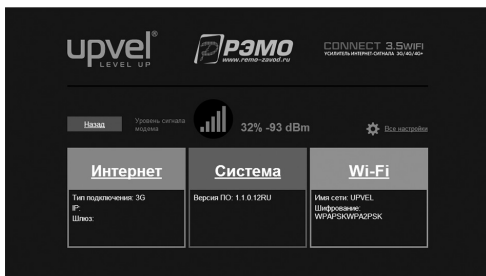 upvel®
LEVEL UP
РЭМО
www.remo-zavod.ru
CONNECT 3.5WIFI
УСИЛИТЕЛЬ ИНТЕРНЕТ-СИГНАЛА 3G/4G/4G+
Назад
Уровень сигнала
модема
32% -93 dBm
Все настройки
Интернет
Тип подключения: 3G
IP:
Шлюз:
Система
Версия ПО: 1.1.0.12RU
Wi-Fi
Имя сети: UPVEL
Шифрование:
WPAPSKWPA2PSK